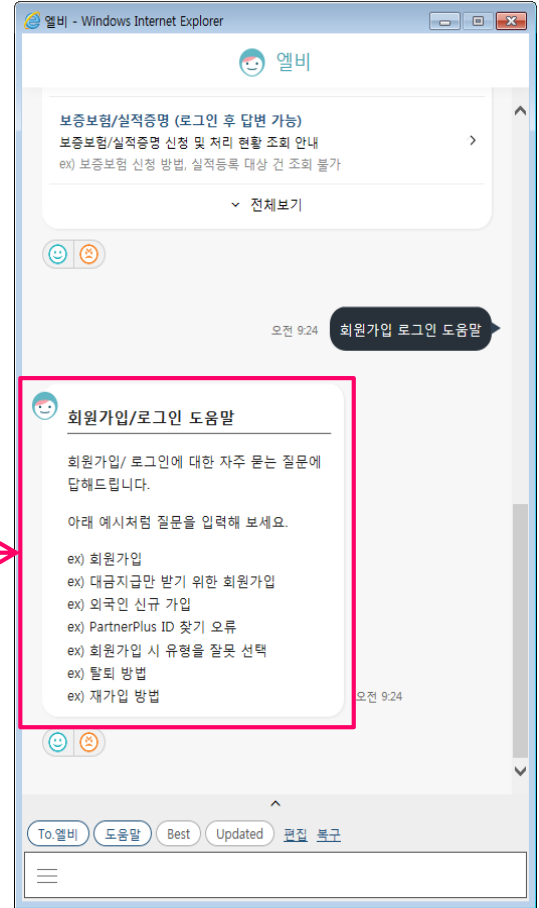 엘비 - Windows Internet Explorer
엘비
보증보험/실적증명 (로그인 후 답변 가능)
보증보험/실적증명 신청 및 처리 현황 조회 안내
ex) 보증보험 신청 방법, 실적등록 대상 건 조회 불가
전체보기
오전 9:24
회원가입 로그인 도움말
회원가입/로그인 도움말
회원가입/ 로그인에 대한 자주 묻는 질문에
답해드립니다.
아래 예시처럼 질문을 입력해 보세요.
ex) 회원가입
ex) 대금지급만 받기 위한 회원가입
ex) 외국인 신규 가입
ex) PartnerPlus ID 찾기 오류
ex) 회원가입 시 유형을 잘못 선택
ex) 탈퇴 방법
ex) 재가입 방법
오전 9:24
To.엘비 도움말 Best Updated 편집 복구